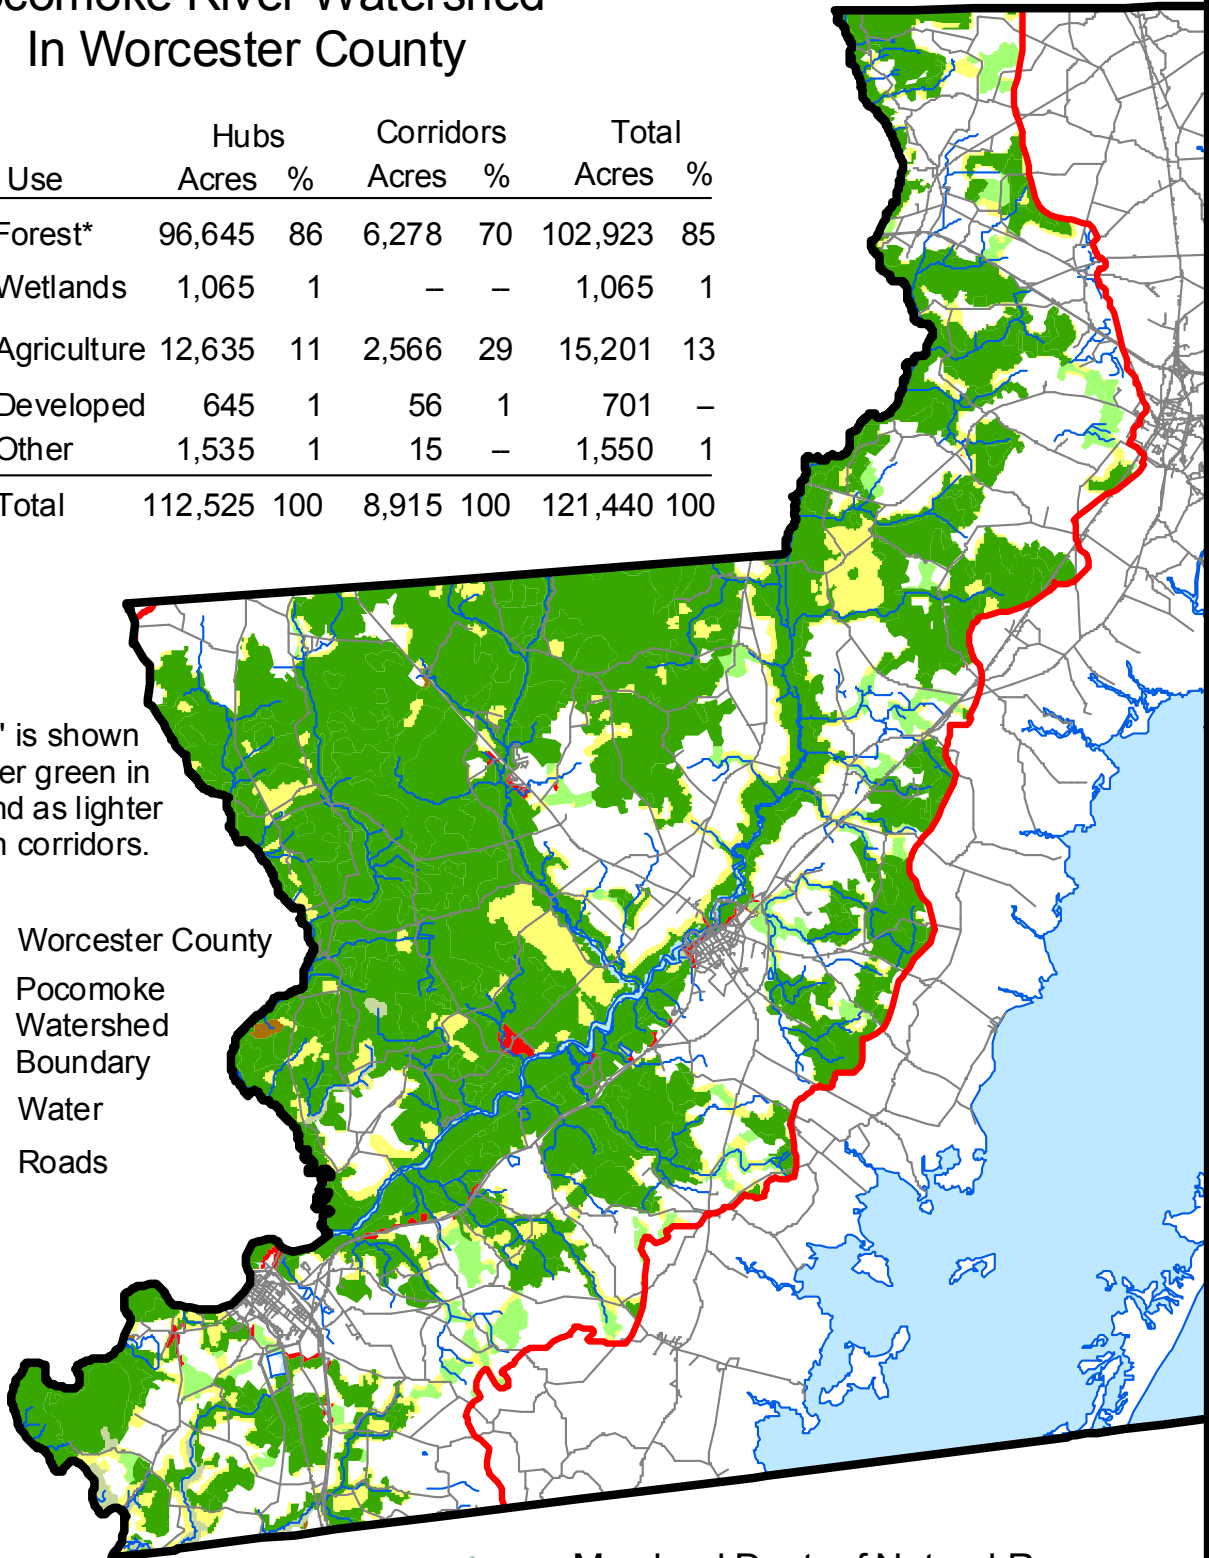 ocomoke River Watershed
In Worcester County
Hubs Corridors Total
Use Acres % Acres % Acres %
Forest* 96,645 86 6,278 70 102,923 85
Wetlands 1,065 1 – – 1,065 1
Agriculture 12,635 11 2,566 29 15,201 13
Developed 645 1 56 1 701 –
Other 1,535 1 15 – 1,550 1
Total 112,525 100 8,915 100 121,440 100
" is shown
er green in
nd as lighter
n corridors.
Worcester County
Pocomoke
Watershed
Boundary
Water
Roads